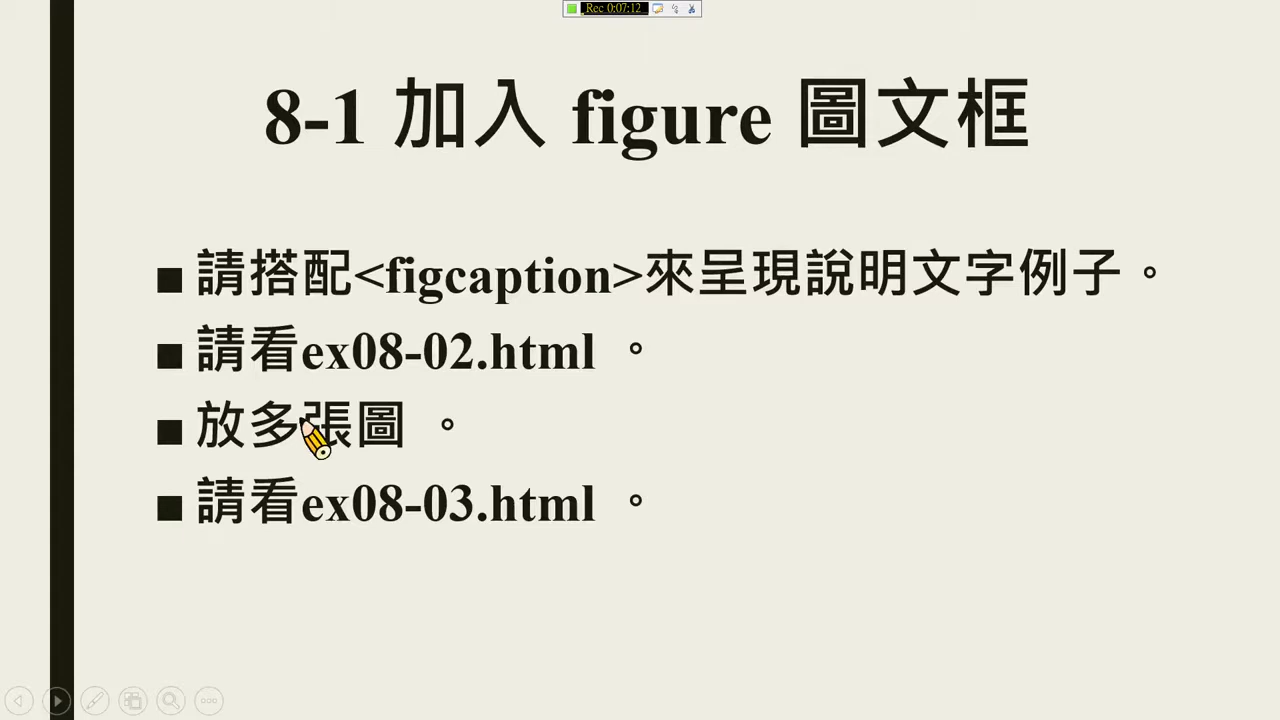 Rec 0:07:12
8-1 加入 figure 圖文框
■ 請搭配<figcaption>來呈現說明文字例子。
■ 請看ex08-02.html 。
■ 放多張圖 。
■ 請看ex08-03.html 。